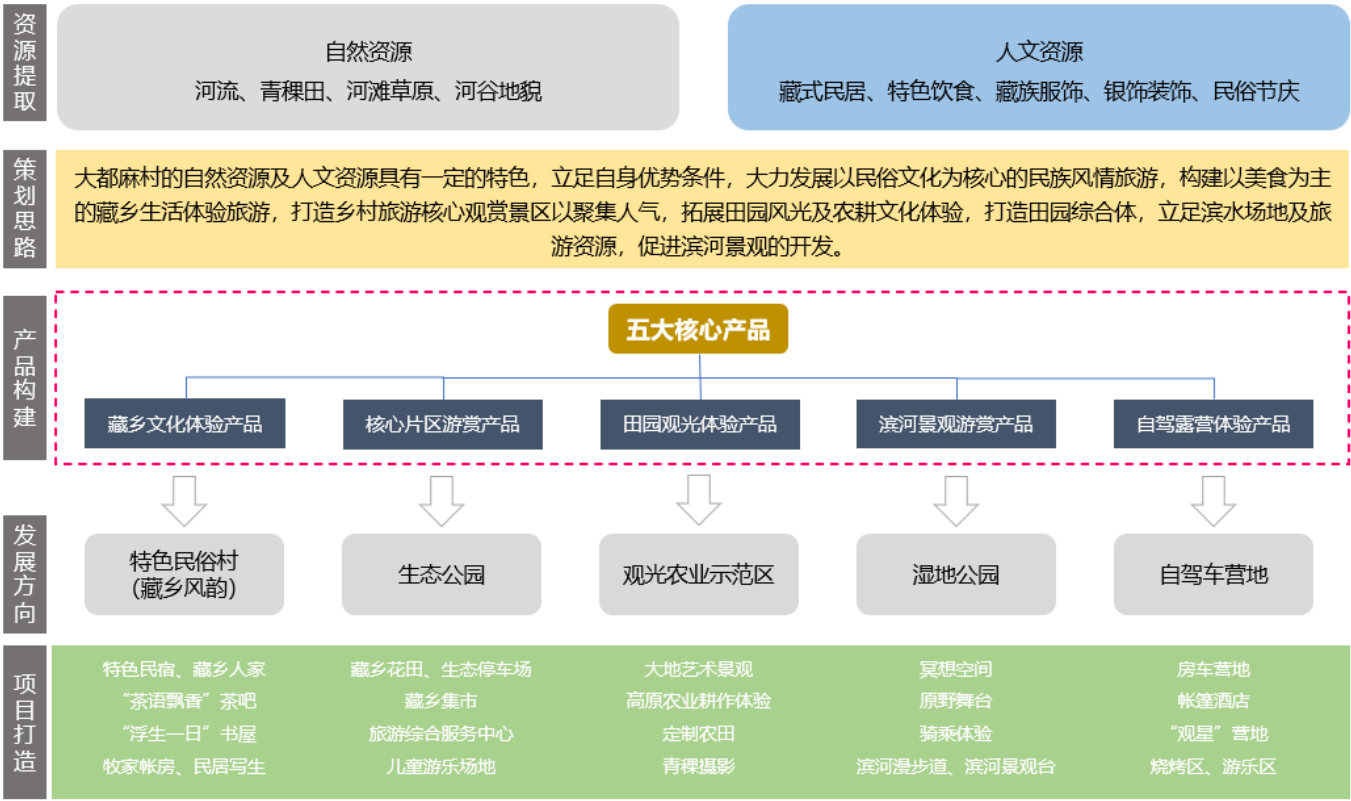 资源提取
自然资源
河流、青稞田、河滩草原、河谷地貌
人文资源
藏式民居、特色饮食、藏族服饰、银饰装饰、民俗节庆
策划思路
大都麻村的自然资源及人文资源具有一定的特色，立足自身优势条件，大力发展以民俗文化为核心的民族风情旅游，构建以美食为主
的藏乡生活体验旅游，打造乡村旅游核心观赏景区以聚集人气，拓展田园风光及农耕文化体验，打造田园综合体，立足滨水场地及旅
游资源，促进滨河景观的开发。
产品构建
五大核心产品
藏乡文化体验产品
核心片区游赏产品
田园观光体验产品
滨河景观游赏产品
自驾露营体验产品
发展方向
特色民俗村
(藏乡风韵)
生态公园
观光农业示范区
湿地公园
自驾车营地
项目打造
特色民宿、藏乡人家
“茶语飘香”茶吧
“浮生一日”书屋
牧家帐房、民居写生
藏乡花田、生态停车场
藏乡集市
旅游综合服务中心
儿童游乐场地
大地艺术景观
高原农业耕作体验
定制农田
青稞摄影
冥想空间
原野舞台
骑乘体验
滨河漫步道、滨河景观台
房车营地
帐篷酒店
“观星”营地
烧烤区、游乐区